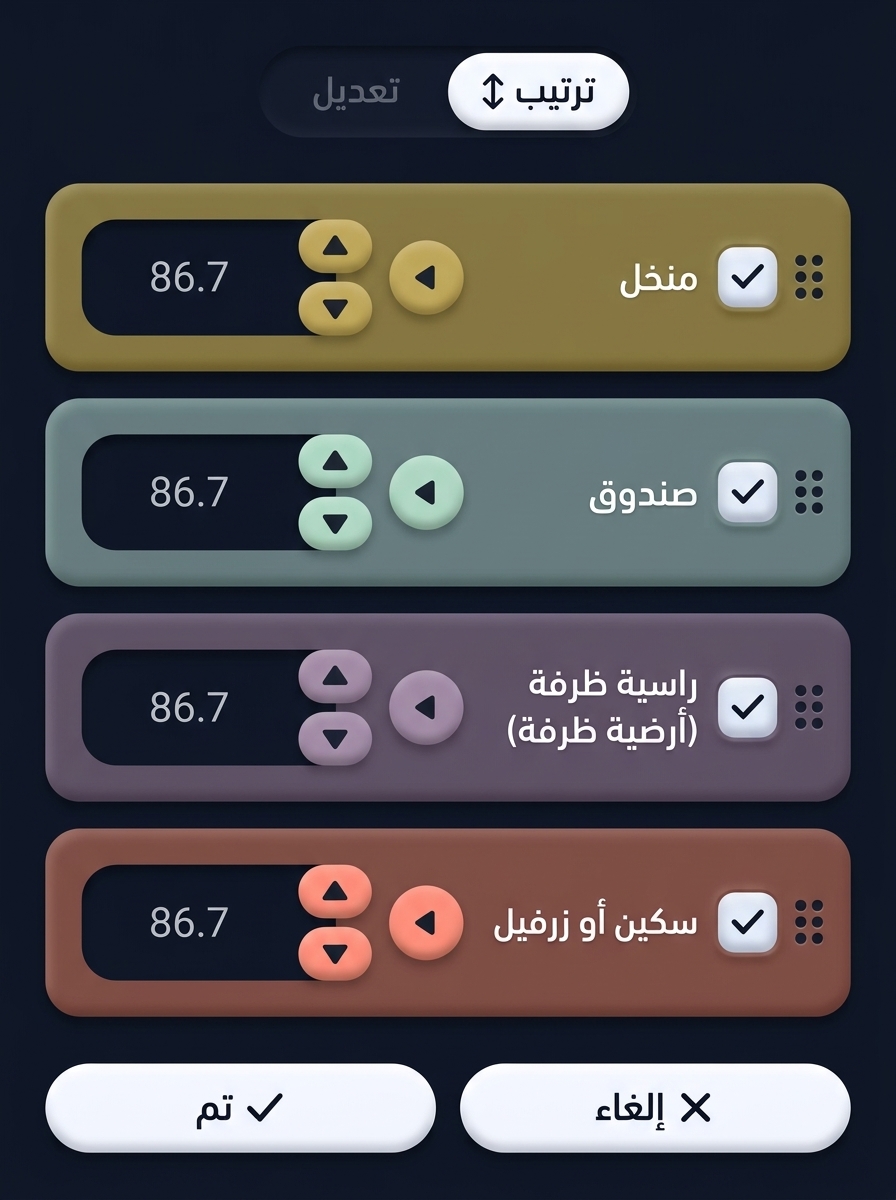 ترتيب
تعديل
منخل
86.7
صندوق
86.7
راسية ظرفة
(أرضية ظرفة)
86.7
سكين أو زرفيل
86.7
إلغاء
تم